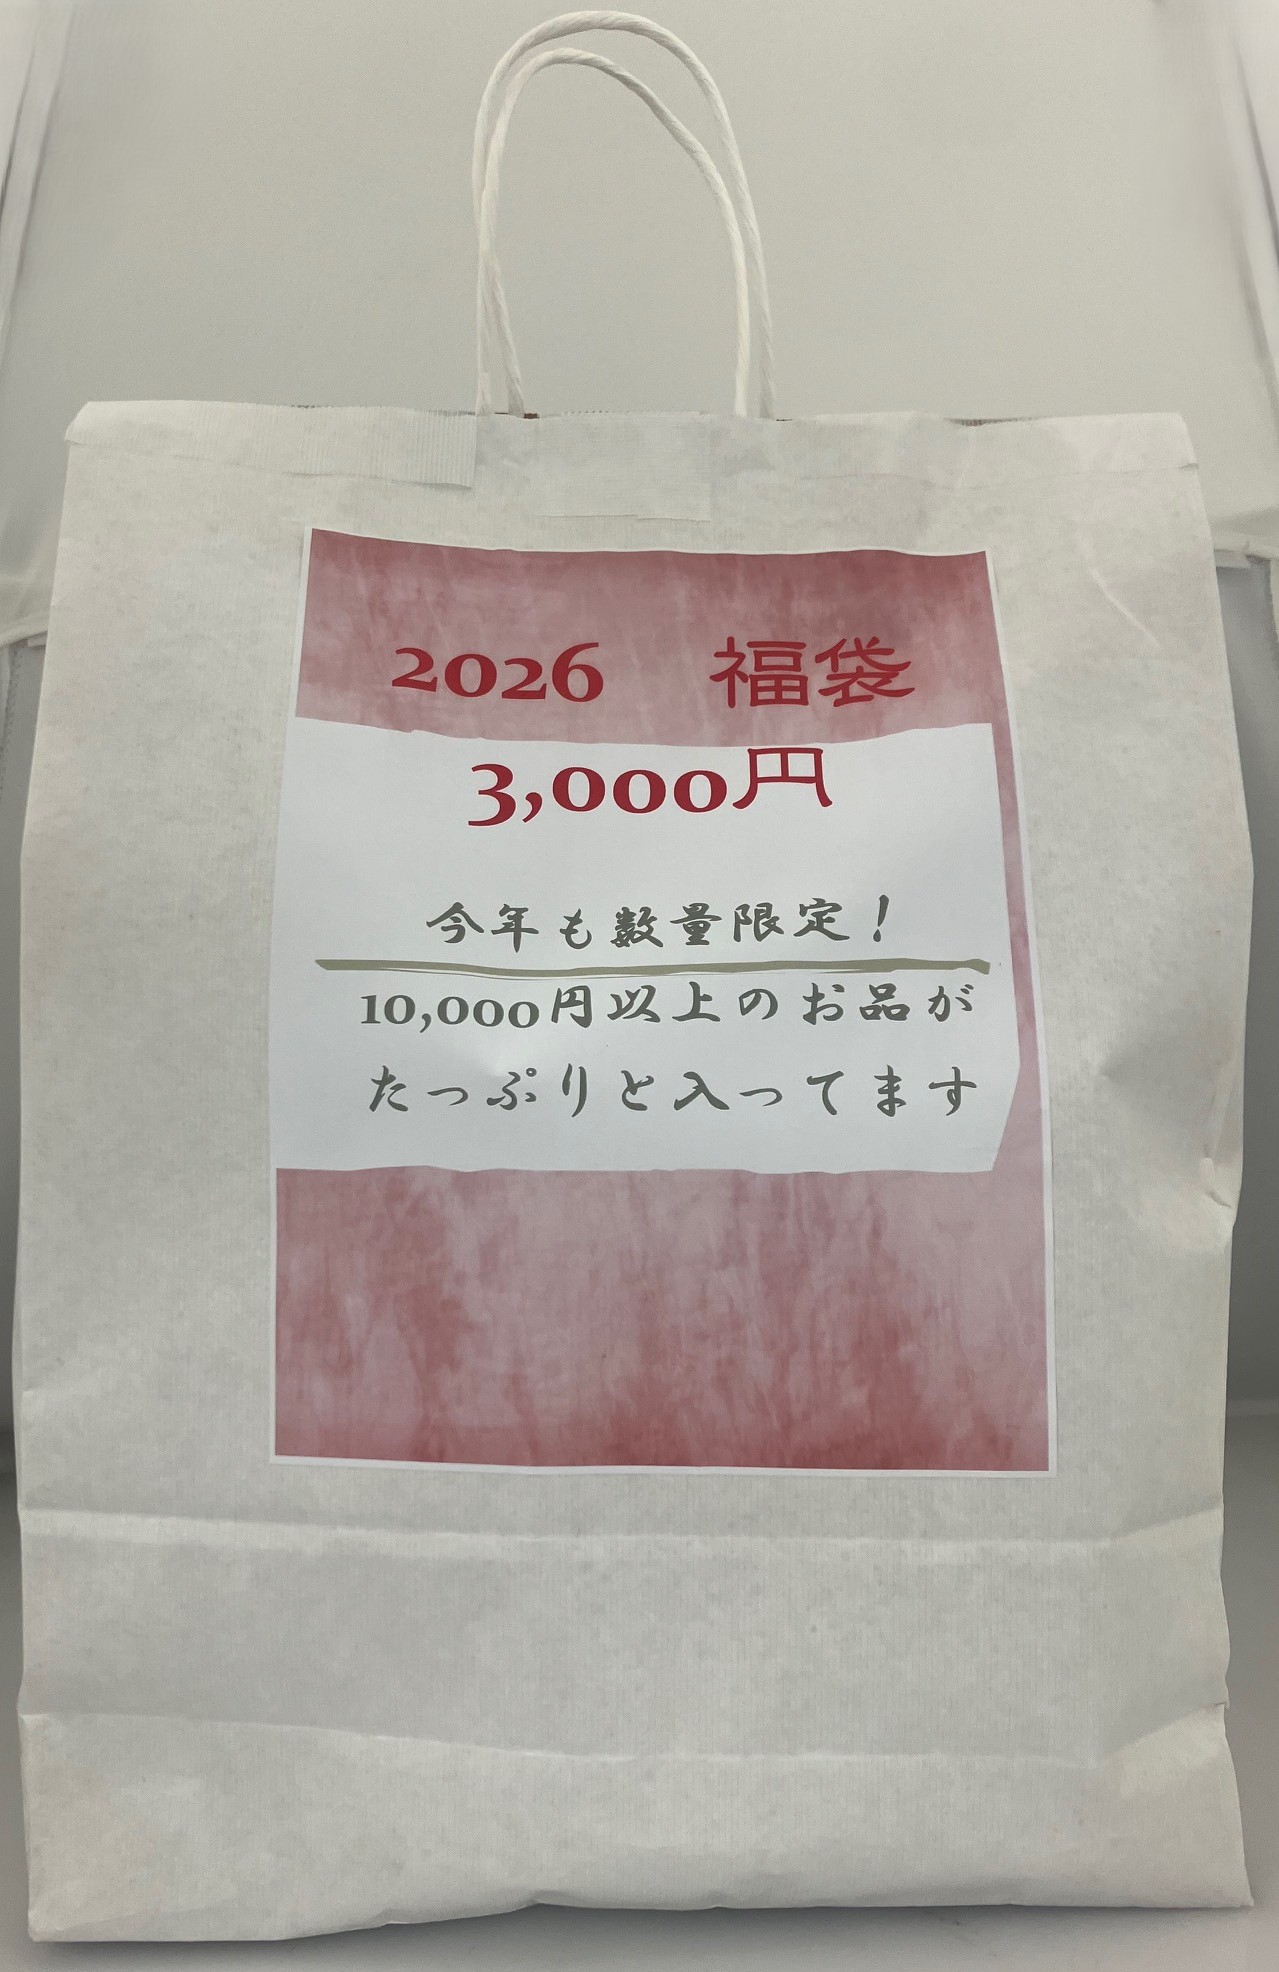 2026 福袋
3,000円
今年も数量限定！
10,000円以上のお品が
たっぷりと入ってます